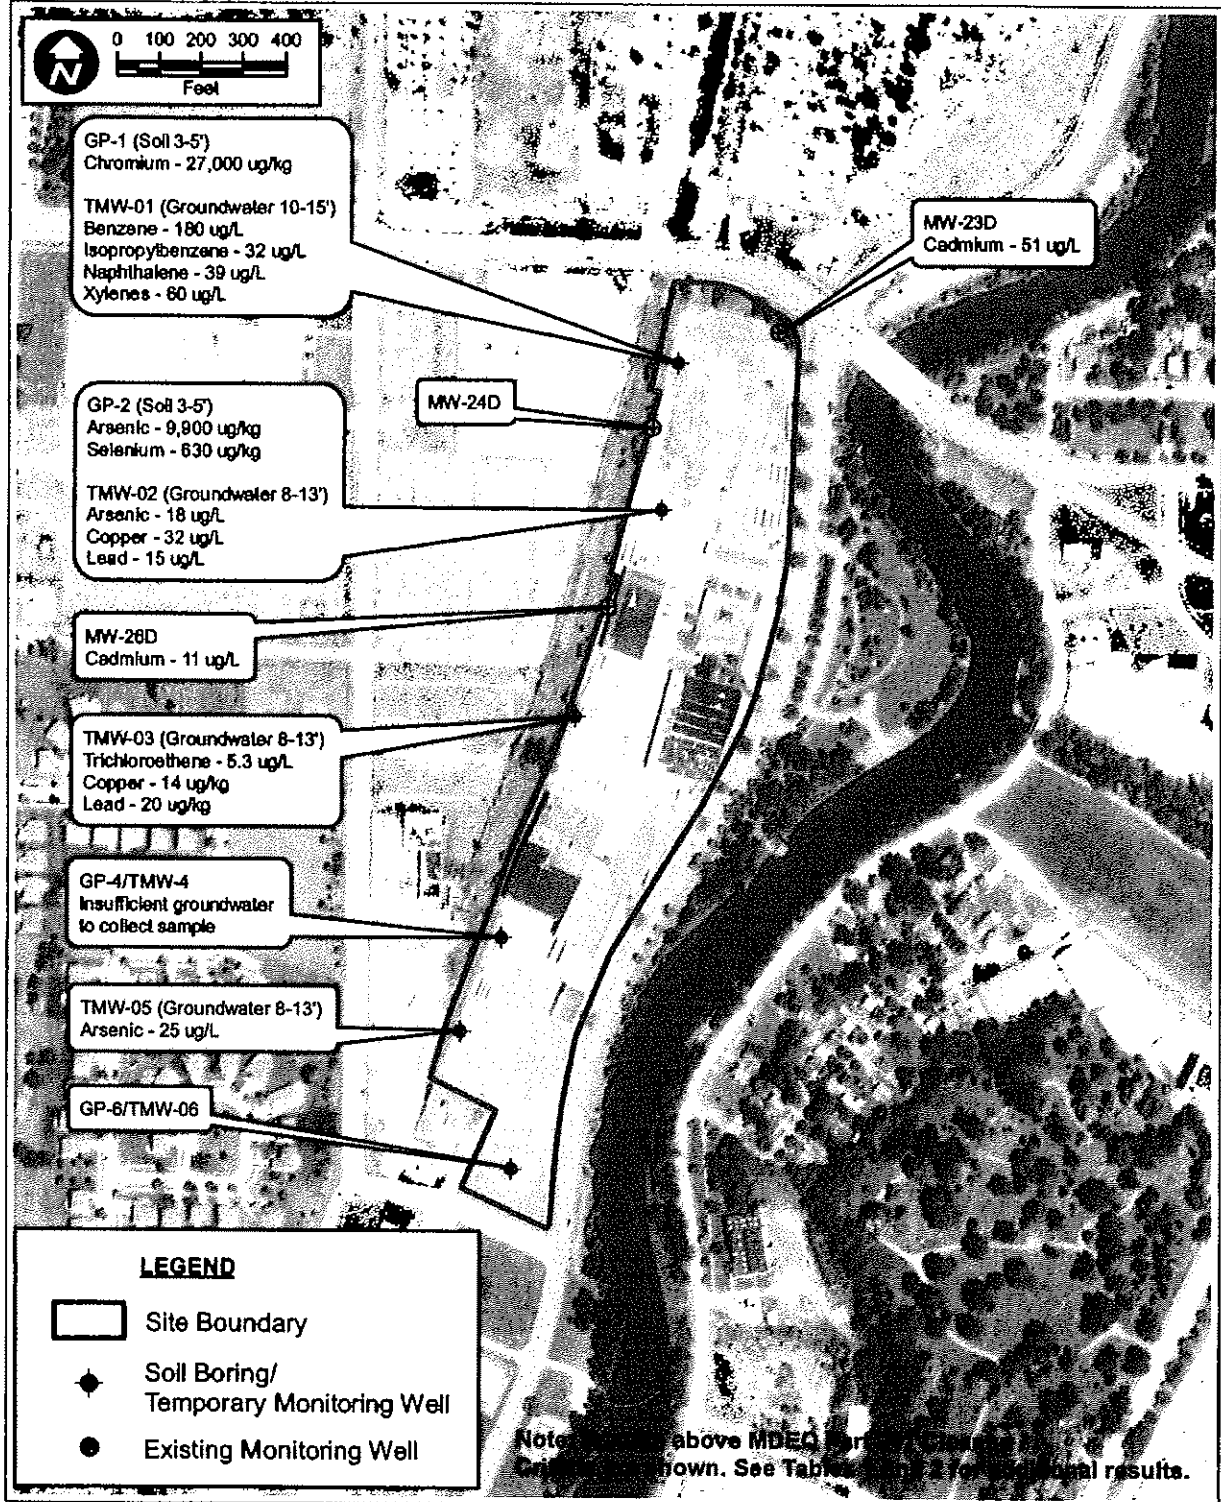 N
0 100 200 300 400
Feet
GP-1 (Soil 3-5')
Chromium - 27,000 ug/kg
TMW-01 (Groundwater 10-15')
Benzene - 180 ug/L
Isopropylbenzene - 32 ug/L
Naphthalene - 39 ug/L
Xylenes - 60 ug/L
MW-23D
Cadmium - 51 ug/L
MW-24D
GP-2 (Soil 3-5')
Arsenic - 9,900 ug/kg
Selenium - 630 ug/kg
TMW-02 (Groundwater 8-13')
Arsenic - 18 ug/L
Copper - 32 ug/L
Lead - 15 ug/L
MW-26D
Cadmium - 11 ug/L
TMW-03 (Groundwater 8-13')
Trichloroethene - 5.3 ug/L
Copper - 14 ug/kg
Lead - 20 ug/kg
GP-4/TMW-4
Insufficient groundwater
to collect sample
TMW-05 (Groundwater 8-13')
Arsenic - 25 ug/L
GP-6/TMW-06
LEGEND
Site Boundary
Soil Boring/
Temporary Monitoring Well
Existing Monitoring Well
Note: above MDEQ
shown. See Tables 2 for results.